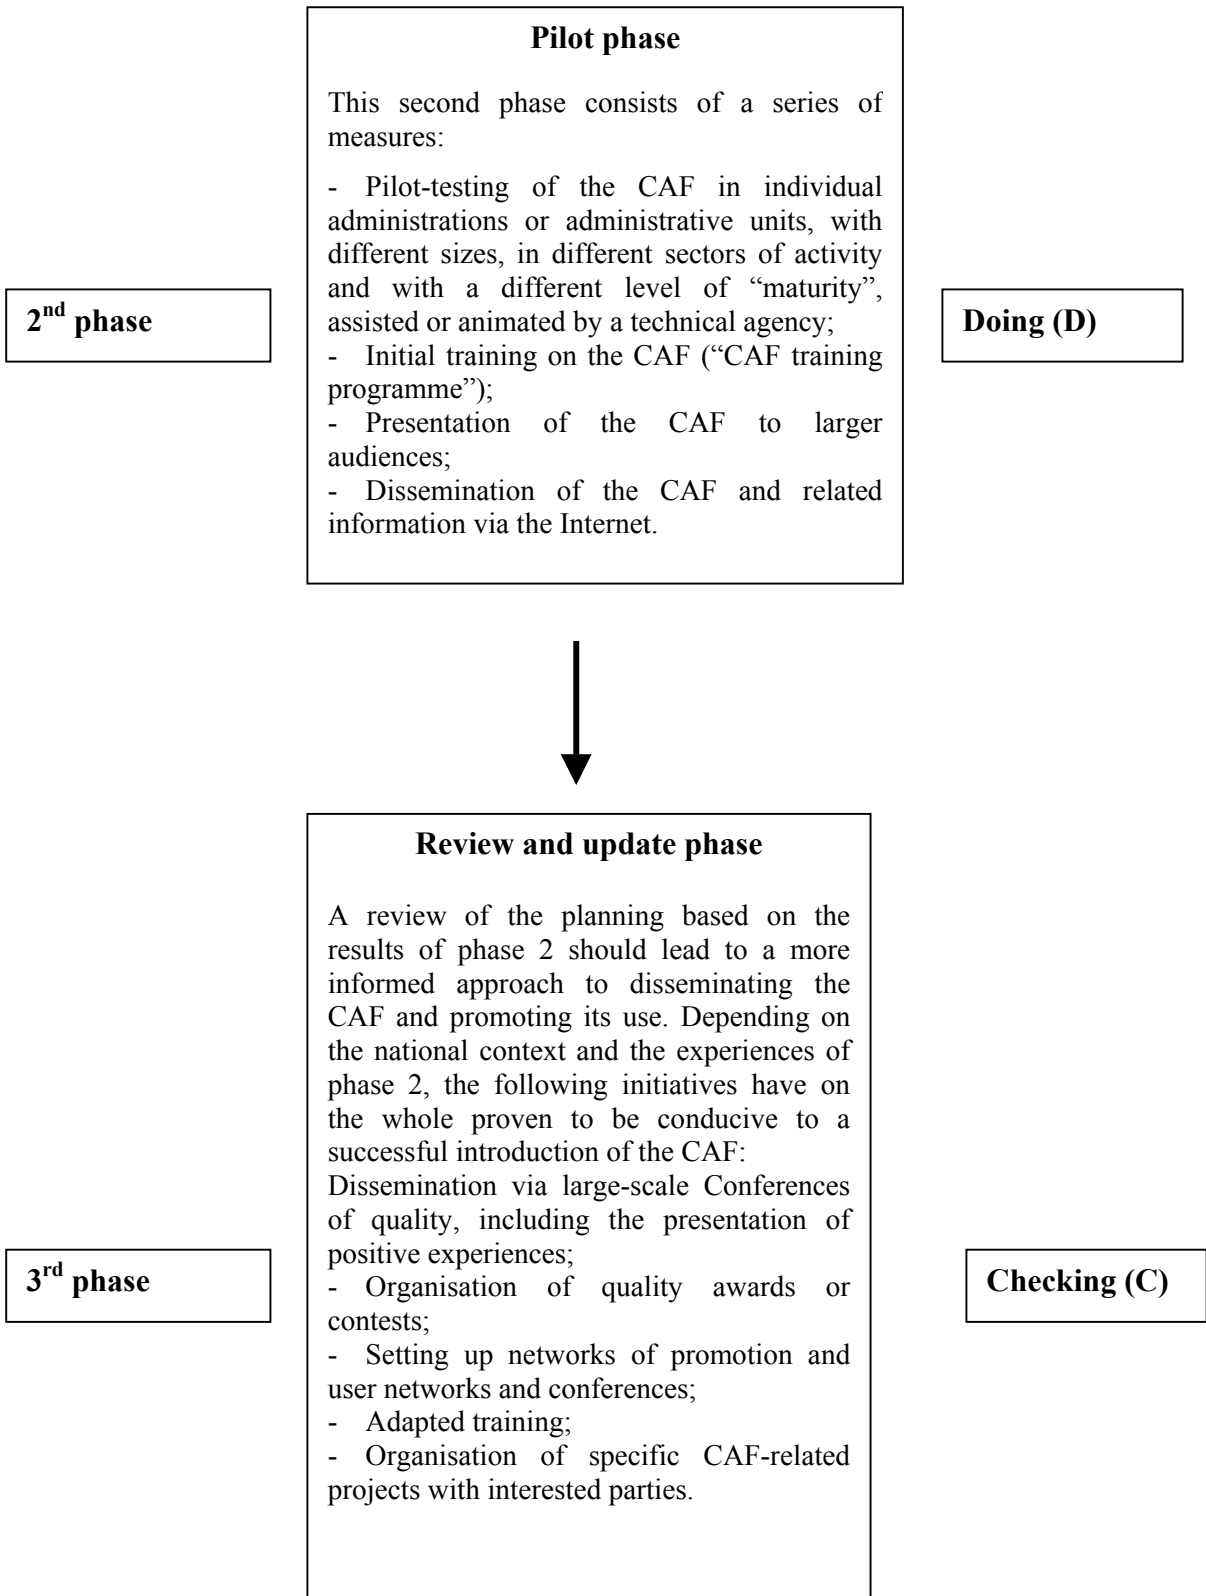 Pilot phase
This second phase consists of a series of
measures:
- Pilot-testing of the CAF in individual
administrations or administrative units, with
different sizes, in different sectors of activity
and with a different level of “maturity”,
assisted or animated by a technical agency;
- Initial training on the CAF (“CAF training
programme”);
- Presentation of the CAF to larger
audiences;
- Dissemination of the CAF and related
information via the Internet.
2nd phase
Doing (D)
Review and update phase
A review of the planning based on the
results of phase 2 should lead to a more
informed approach to disseminating the
CAF and promoting its use. Depending on
the national context and the experiences of
phase 2, the following initiatives have on
the whole proven to be conducive to a
successful introduction of the CAF:
Dissemination via large-scale Conferences
of quality, including the presentation of
positive experiences;
- Organisation of quality awards or
contests;
- Setting up networks of promotion and
user networks and conferences;
- Adapted training;
- Organisation of specific CAF-related
projects with interested parties.
3rd phase
Checking (C)